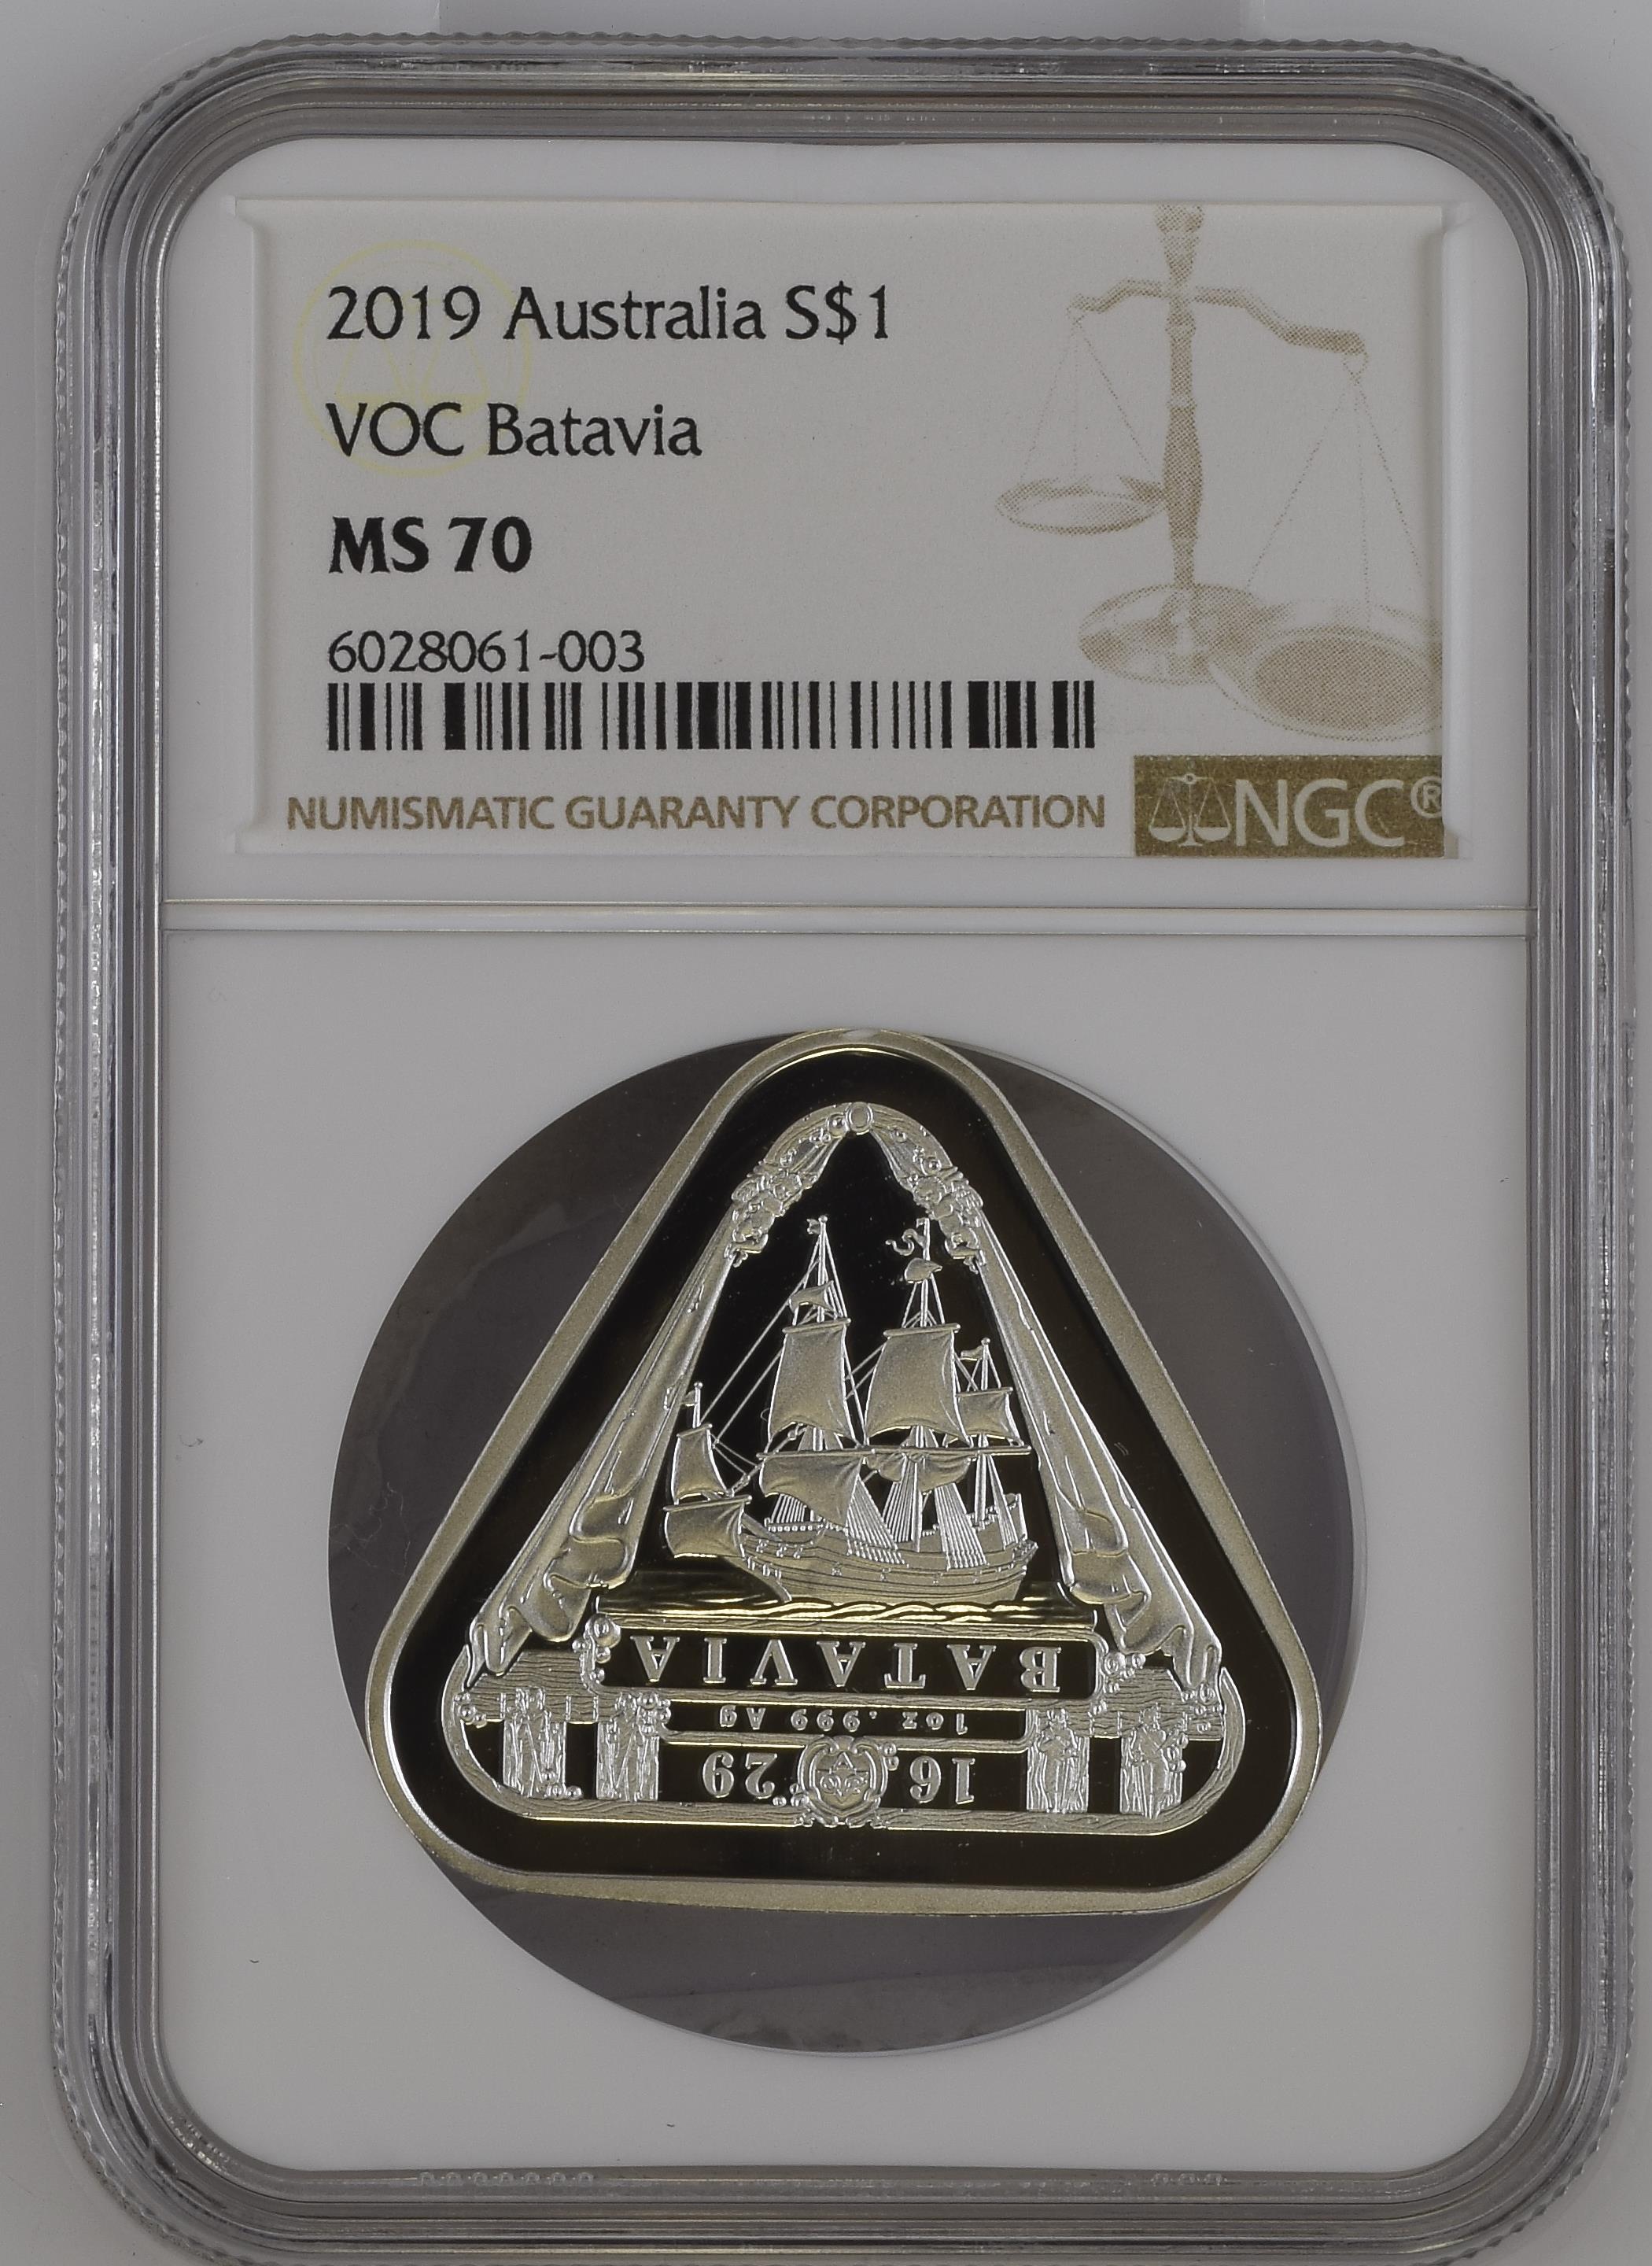 2019 Australia S$1
VOC Batavia
MS 70
6028061-003
NUMISMATIC GUARANTY CORPORATION
NGC®
BATAVIA
1oz .999 Ag
16 29